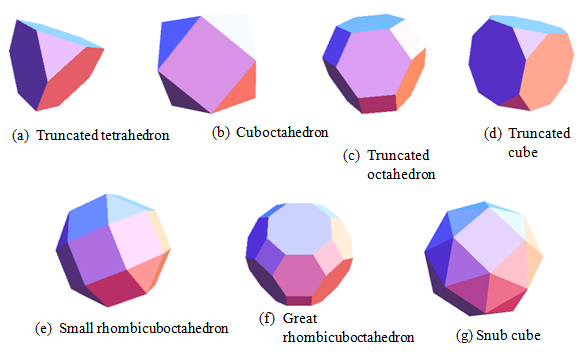 (a) Truncated tetrahedron
(b) Cuboctahedron
(c) Truncated
octahedron
(d) Truncated
cube
(e) Small rhombicuboctahedron
(f) Great
rhombicuboctahedron
(g) Snub cube